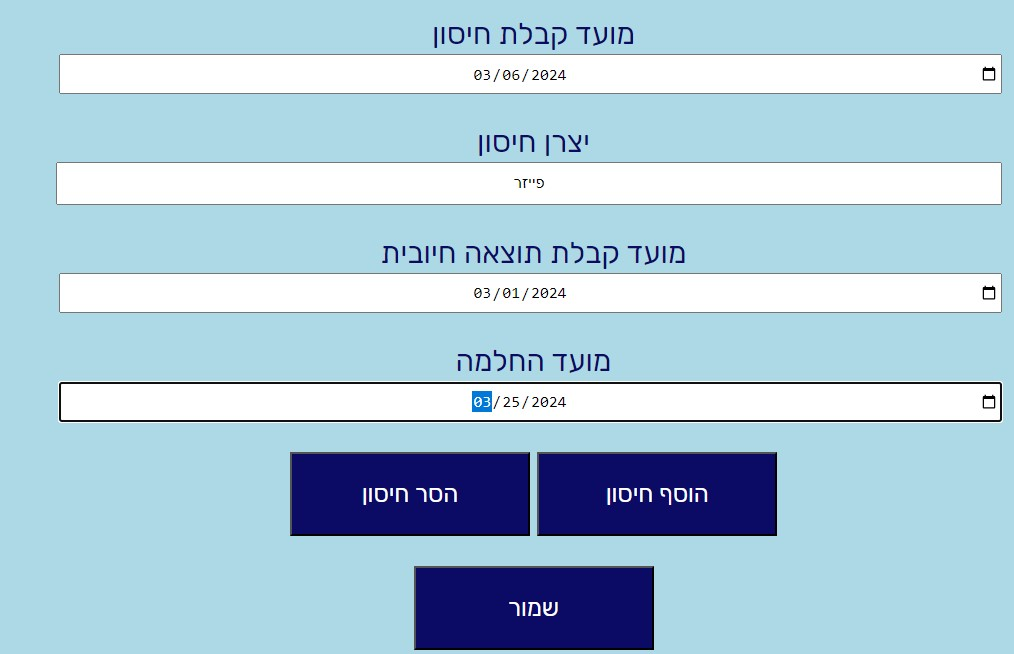 מועד קבלת חיסון
03/06/2024
יצרן חיסון
פייזר
מועד קבלת תוצאה חיובית
03/01/2024
מועד החלמה
03/25/2024
הוסף חיסון הסר חיסון
שמור